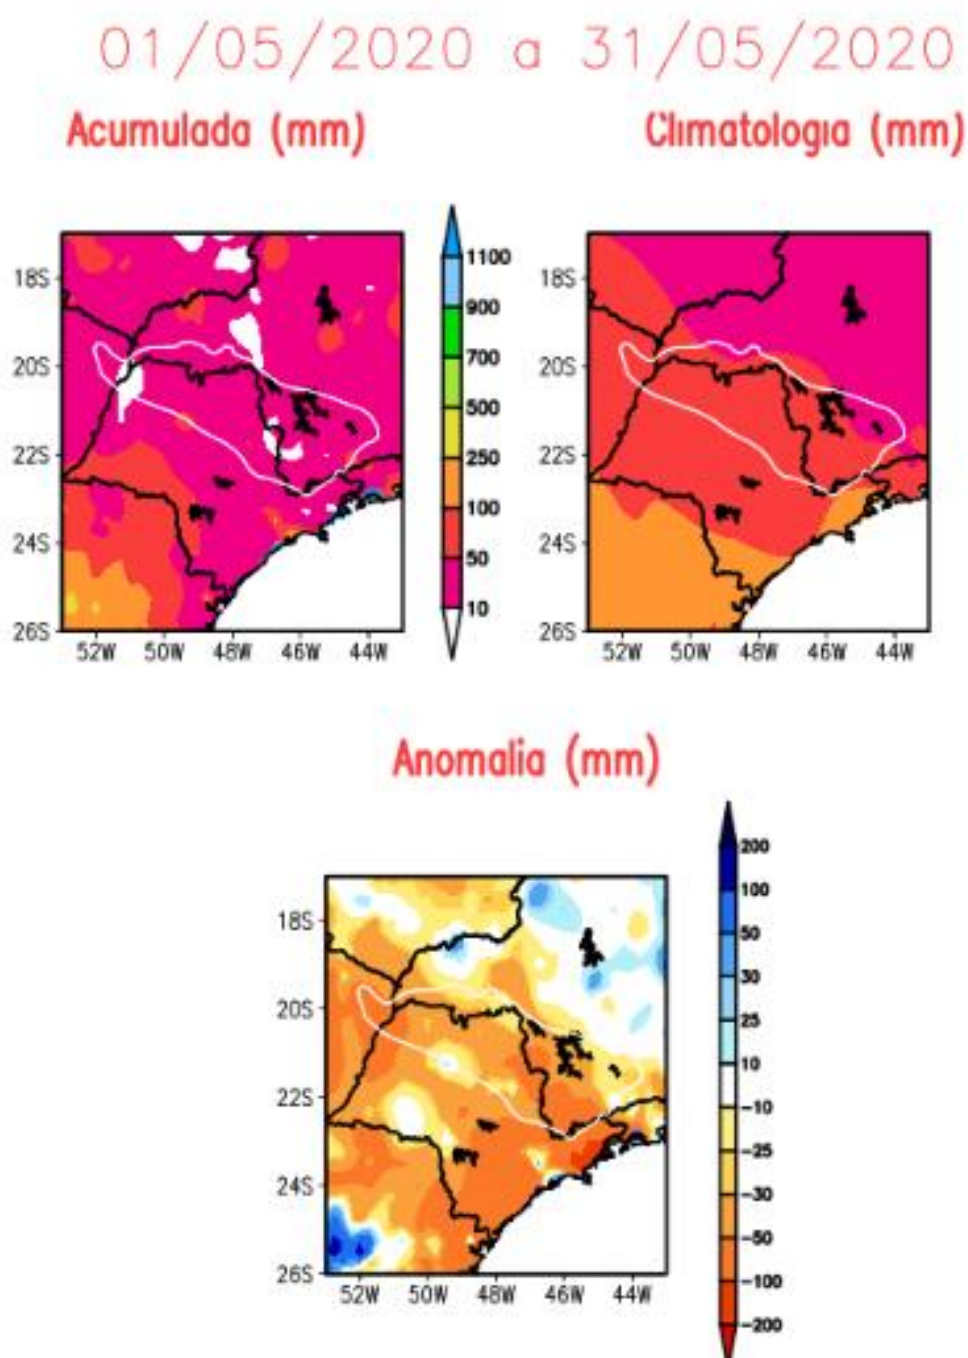 01/05/2020 a 31/05/2020
Acumulada (mm)
Climatologia (mm)
18S
20S
22S
24S
26S
52W 50W 48W 46W 44W
1100
900
700
500
250
100
50
10
18S
20S
22S
24S
26S
52W 50W 48W 46W 44W
Anomalia (mm)
18S
20S
22S
24S
26S
52W 50W 48W 46W 44W
200
100
50
30
25
10
-10
-25
-30
-50
-100
-200